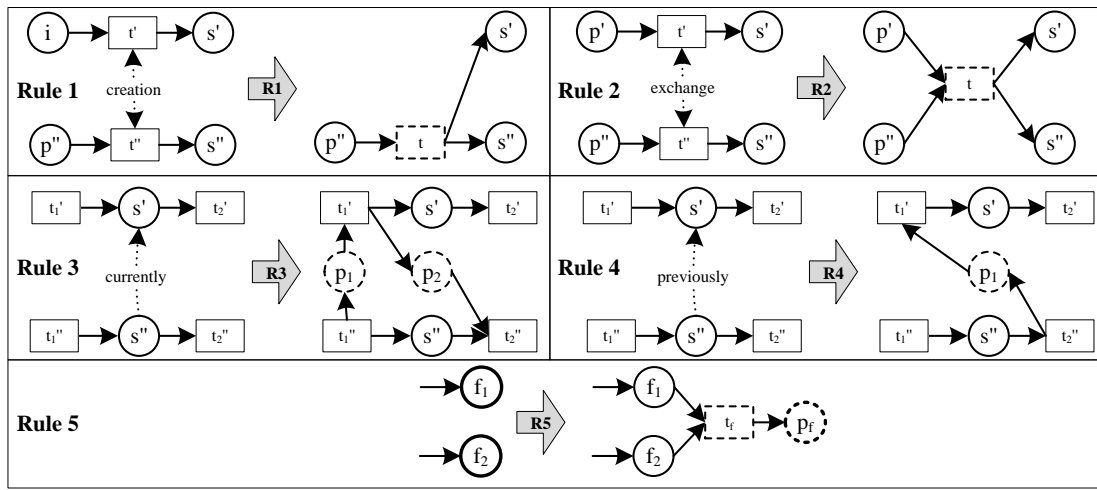 i t' s' s'
Rule 1 creation R1
p'' t'' s'' p'' t s''
p' t' s' p' s'
Rule 2 exchange R2 t
p'' t'' s'' p'' s''
t₁' s' t₂' t₁' s' t₂'
Rule 3 currently R3 p₁ p₂
t₁'' s'' t₂'' t₁'' s'' t₂''
t₁' s' t₂' t₁' s' t₂'
Rule 4 previously R4 p₁
t₁'' s'' t₂'' t₁'' s'' t₂''
f₁ f₁
Rule 5 R5 t_f p_f
f₂ f₂